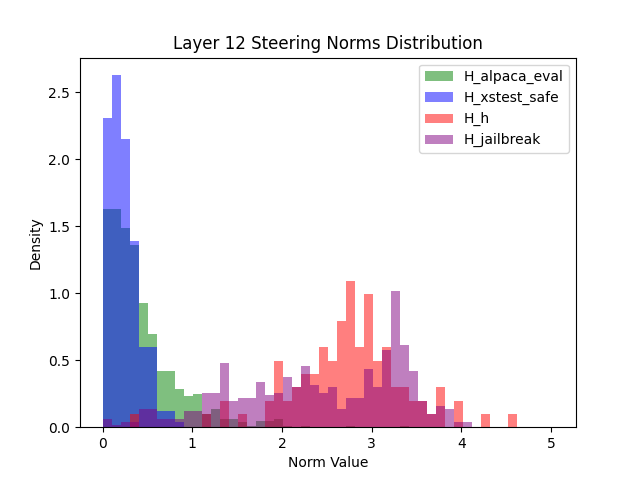 Layer 12 Steering Norms Distribution
H_alpaca_eval
H_xstest_safe
H_h
H_jailbreak
Density
2.5
2.0
1.5
1.0
0.5
0.0
0 1 2 3 4 5
Norm Value